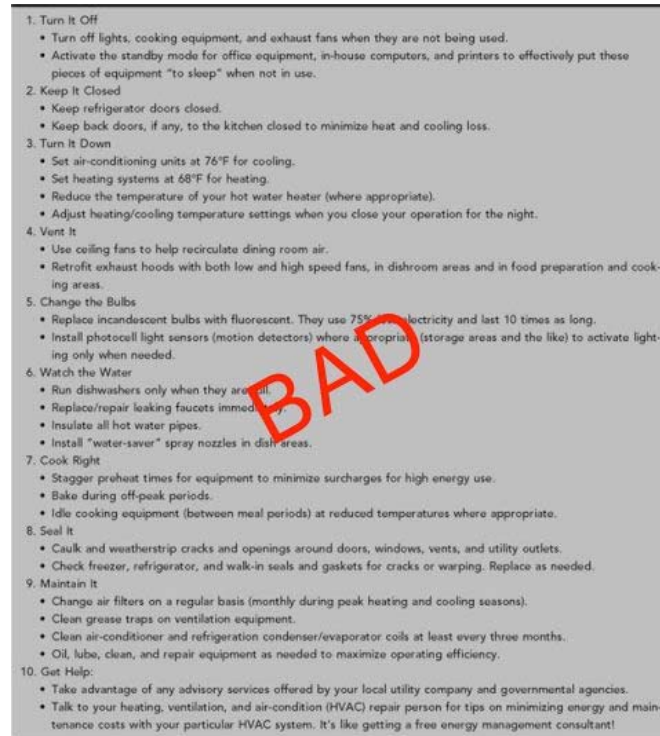 1. Turn It Off
• Turn off lights, cooking equipment, and exhaust fans when they are not being used.
• Activate the standby mode for office equipment, in-house computers, and printers to effectively put these
pieces of equipment "to sleep" when not in use.
2. Keep It Closed
• Keep refrigerator doors closed.
• Keep back doors, if any, to the kitchen closed to minimize heat and cooling loss.
3. Turn It Down
• Set air-conditioning units at 76°F for cooling.
• Set heating systems at 68°F for heating.
• Reduce the temperature of your hot water heater (where appropriate).
• Adjust heating/cooling temperature settings when you close your operation for the night.
4. Vent It
• Use ceiling fans to help recirculate dining room air.
• Retrofit exhaust hoods with both low and high speed fans, in dishroom areas and in food preparation and cook-
ing areas.
5. Change the Bulbs
• Replace incandescent bulbs with fluorescent. They use 75% electricity and last 10 times as long.
• Install photocell light sensors (motion detectors) where appropriate (storage areas and the like) to activate light-
ing only when needed.
6. Watch the Water
• Run dishwashers only when they are
• Replace/repair leaking faucets immediately.
• Insulate all hot water pipes.
• Install "water-saver" spray nozzles in dish areas.
BAD
7. Cook Right
• Stagger preheat times for equipment to minimize surcharges for high energy use.
• Bake during off-peak periods.
• Idle cooking equipment (between meal periods) at reduced temperatures where appropriate.
8. Seal It
• Caulk and weatherstrip cracks and openings around doors, windows, vents, and utility outlets.
• Check freezer, refrigerator, and walk-in seals and gaskets for cracks or warping. Replace as needed.
9. Maintain It
• Change air filters on a regular basis (monthly during peak heating and cooling seasons).
• Clean grease traps on ventilation equipment.
• Clean air-conditioner and refrigeration condenser/evaporator coils at least every three months.
• Oil, lube, clean, and repair equipment as needed to maximize operating efficiency.
10. Get Help:
• Take advantage of any advisory services offered by your local utility company and governmental agencies.
• Talk to your heating, ventilation, and air-condition (HVAC) repair person for tips on minimizing energy and main-
tenance costs with your particular HVAC system. It's like getting a free energy management consultant!